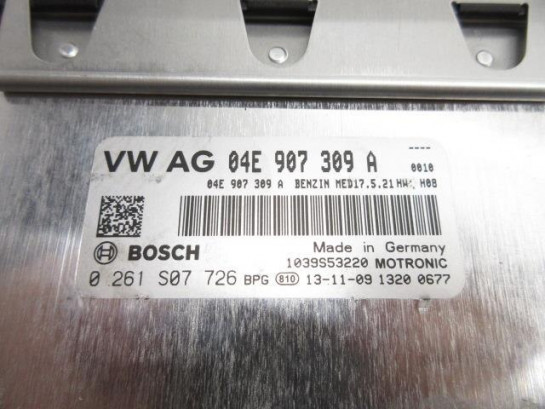 ----
VW AG 04E 907 309 A 0010
04E 907 309 A BENZIN MED17.5.21 HW: H08
BOSCH Made in Germany
1039S53220 MOTRONIC
0 261 S07 726 BPG 810 13-11-09 1320 0677